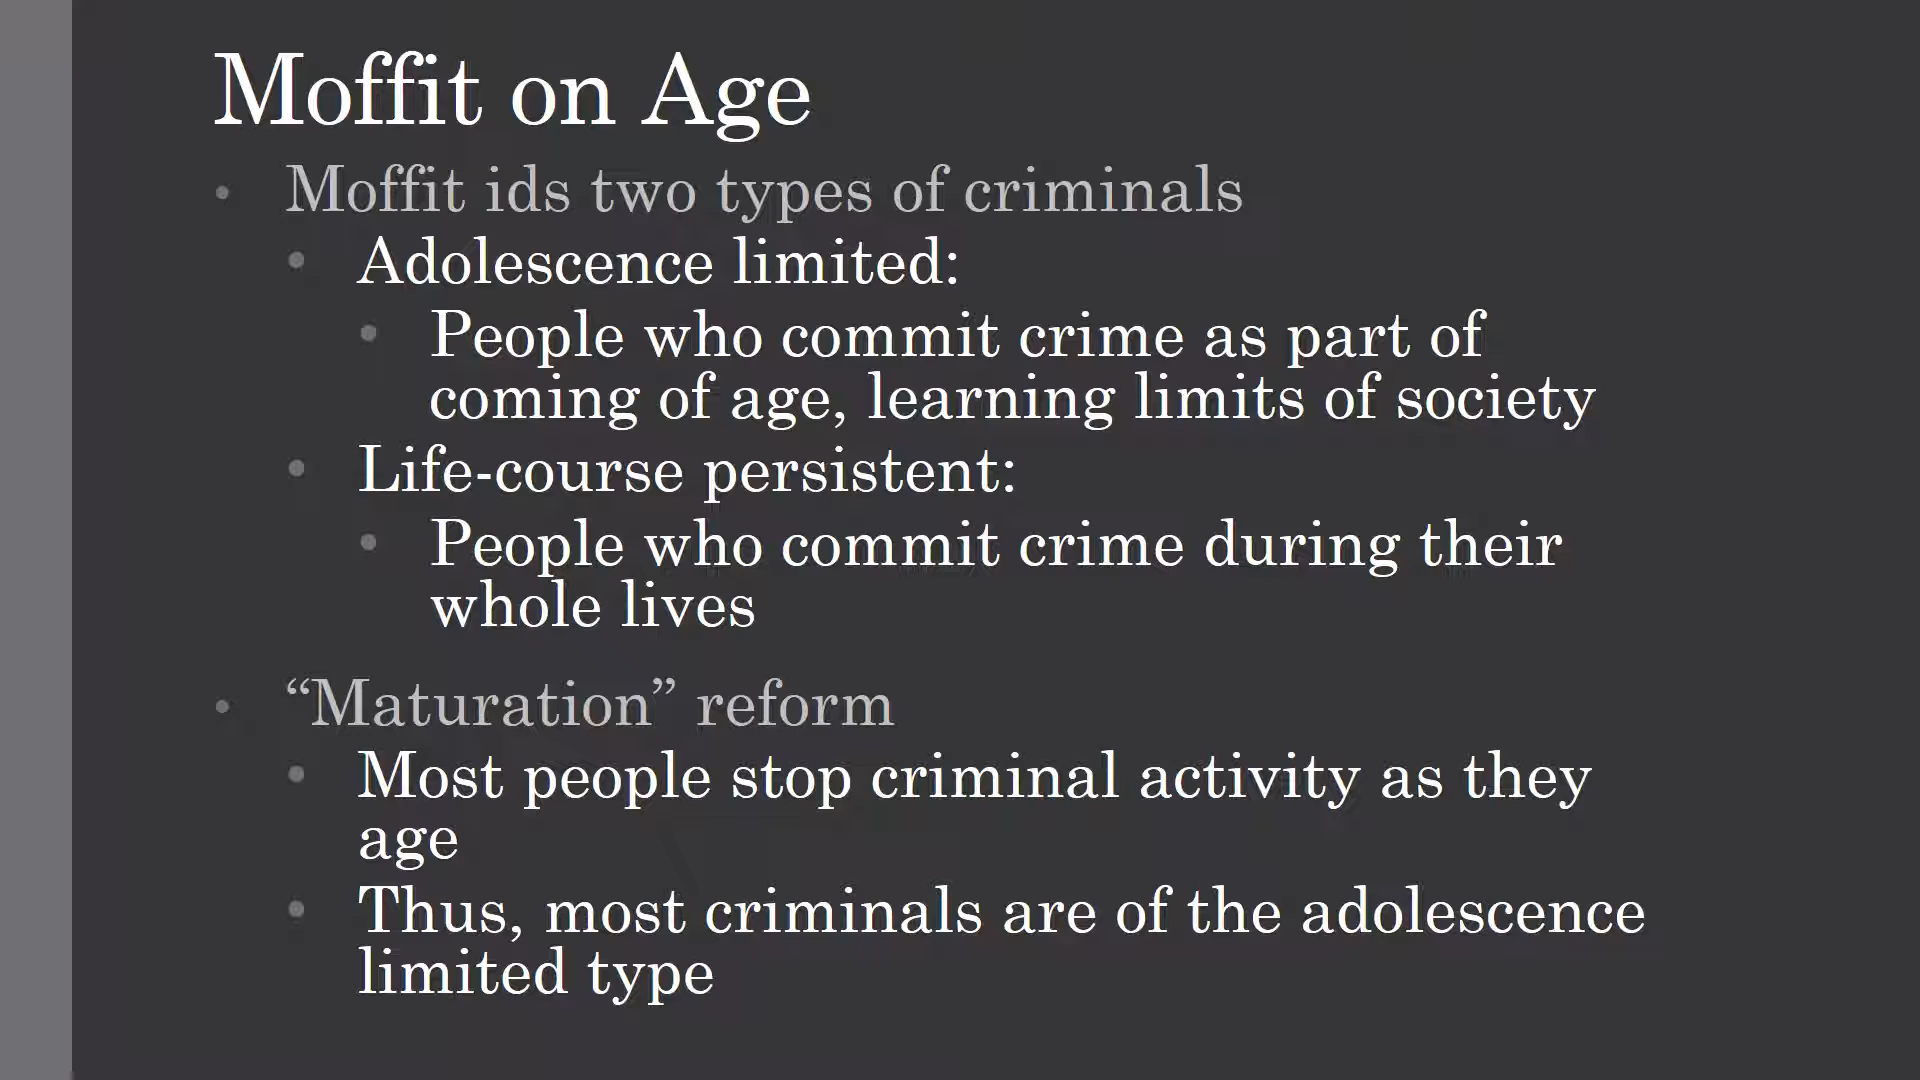 Moffit on Age
• Moffit ids two types of criminals
• Adolescence limited:
• People who commit crime as part of
coming of age, learning limits of society
• Life-course persistent:
• People who commit crime during their
whole lives
• “Maturation” reform
• Most people stop criminal activity as they
age
• Thus, most criminals are of the adolescence
limited type